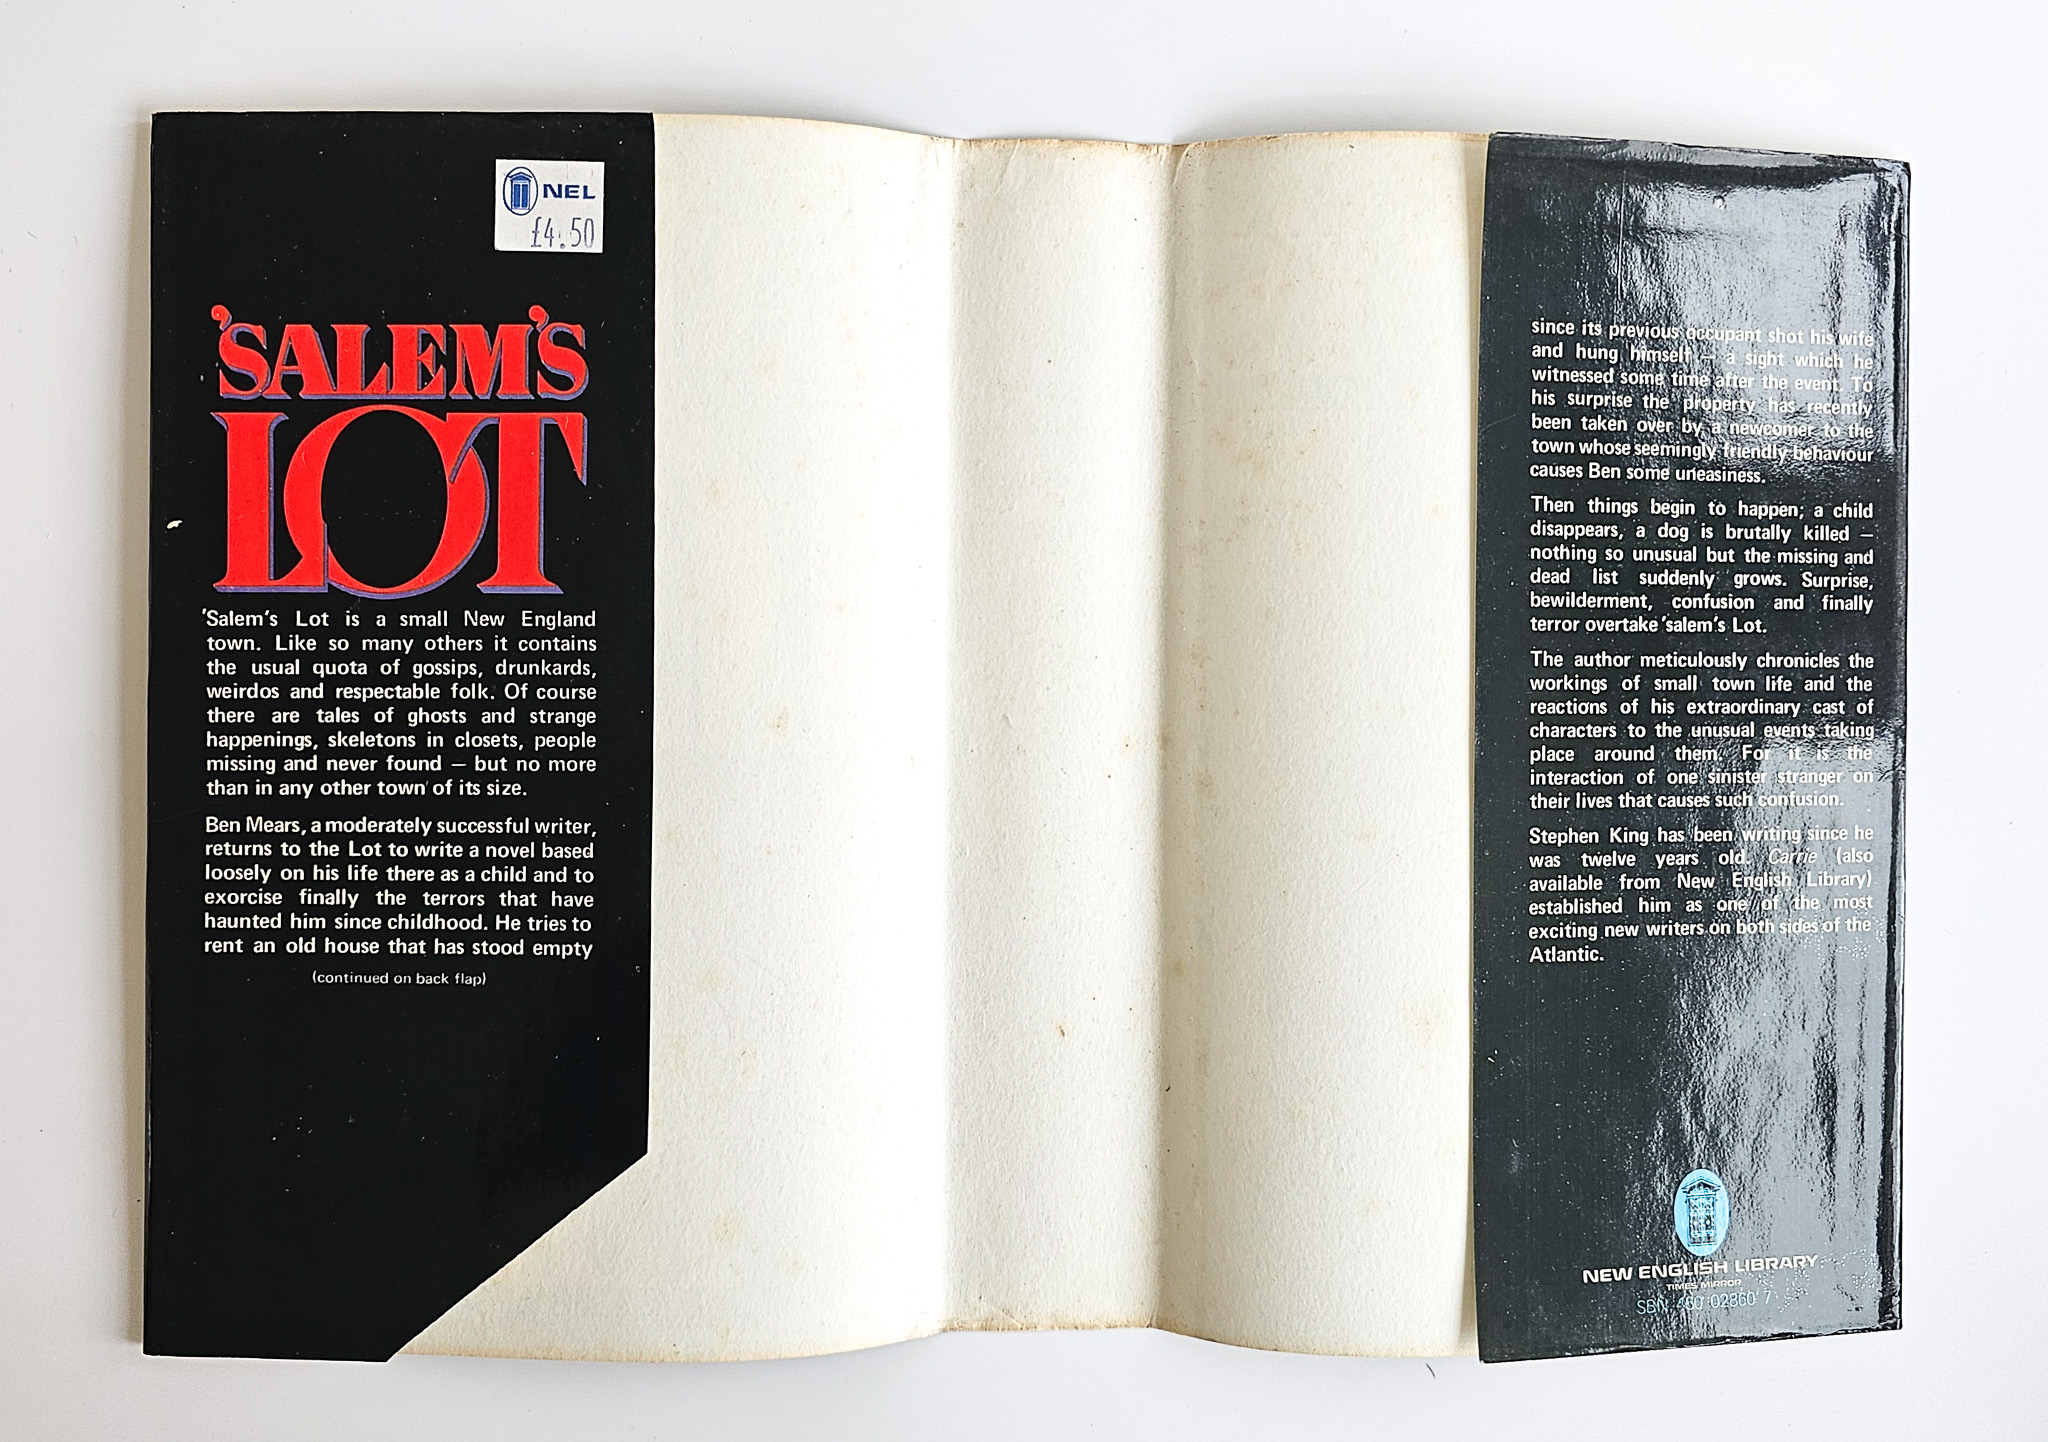 NEL
£4.50
'SALEM'S
LOT
'Salem's Lot is a small New England
town. Like so many others it contains
the usual quota of gossips, drunkards,
weirdos and respectable folk. Of course
there are tales of ghosts and strange
happenings, skeletons in closets, people
missing and never found — but no more
than in any other town of its size.
Ben Mears, a moderately successful writer,
returns to the Lot to write a novel based
loosely on his life there as a child and to
exorcise finally the terrors that have
haunted him since childhood. He tries to
rent an old house that has stood empty
(continued on back flap)
since its previous occupant shot his wife
and hung himself — a sight which he
witnessed some time after the event. To
his surprise the property has recently
been taken over by a newcomer to the
town whose seemingly friendly behaviour
causes Ben some uneasiness.
Then things begin to happen; a child
disappears, a dog is brutally killed —
nothing so unusual but the missing and
dead list suddenly grows. Surprise,
bewilderment, confusion and finally
terror overtake 'salem's Lot.
The author meticulously chronicles the
workings of small town life and the
reactions of his extraordinary cast of
characters to the unusual events taking
place around them. For it is the
interaction of one sinister stranger on
their lives that causes such confusion.
Stephen King has been writing since he
was twelve years old. Carrie (also
available from New English Library)
established him as one of the most
exciting new writers on both sides of the
Atlantic.
NEW ENGLISH LIBRARY
TIMES MIRROR
SBN 450 02860 7